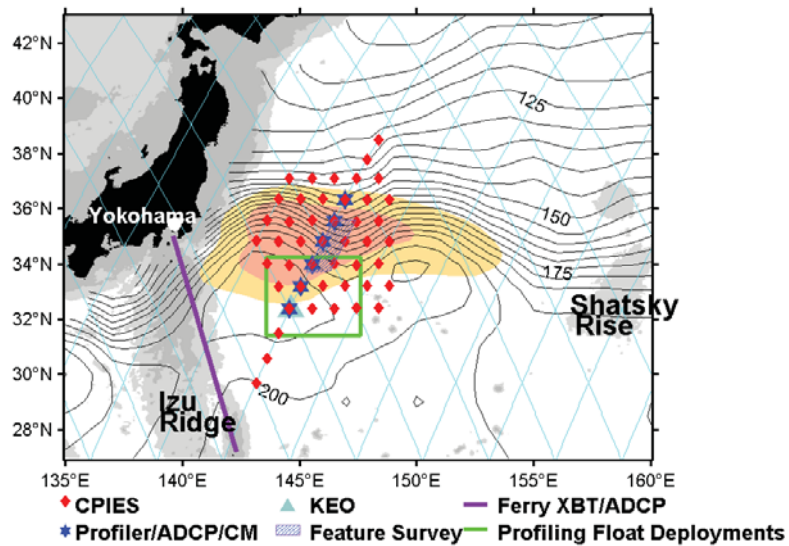 42°N
40°N
38°N
36°N
34°N
32°N
30°N
28°N
125
150
175
200
Yokohama
Shatsky
Rise
Izu
Ridge
135°E 140°E 145°E 150°E 155°E 160°E
CPIES KEO Ferry XBT/ADCP
Profiler/ADCP/CM Feature Survey Profiling Float Deployments